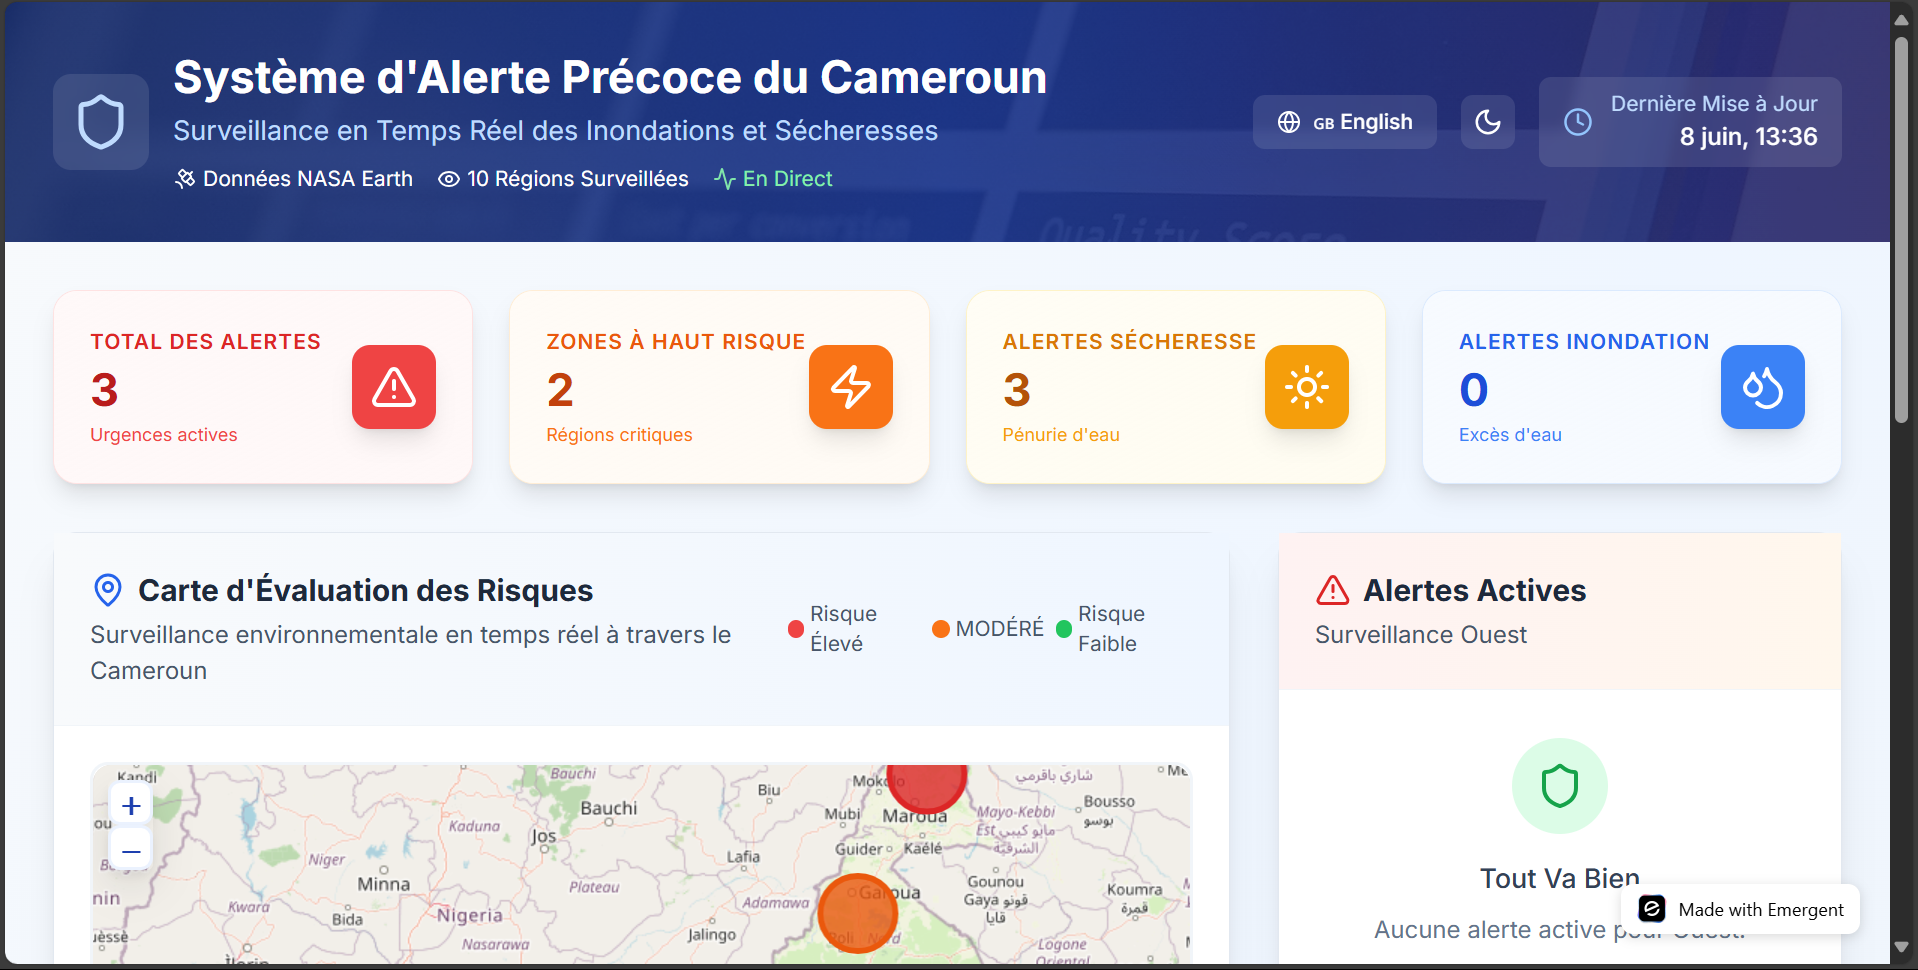 Système d'Alerte Précoce du Cameroun
Surveillance en Temps Réel des Inondations et Sécheresses
Données NASA Earth
10 Régions Surveillées
En Direct
GB English
Dernière Mise à Jour
8 juin, 13:36
Quality Score
TOTAL DES ALERTES
3
Urgences actives
ZONES À HAUT RISQUE
2
Régions critiques
ALERTES SÉCHERESSE
3
Pénurie d'eau
ALERTES INONDATION
0
Excès d'eau
Carte d'Évaluation des Risques
Surveillance environnementale en temps réel à travers le
Cameroun
Risque
Élevé
MODÉRÉ
Risque
Faible
Kandi
+
−
Bauchi
Bauchi
Biu
Mubi
Maroua
شاري باقرمي
Bousso
بوسو
Mayo-Kebbi
Est مايو كيبي
الشرقية
Kaduna
Jos
Guider
Kaélé
Lafia
Niger
Minna
Plateau
Adamawa
Garoua
Gounou
Gaya قونو
قايا
Koumra
قمرة
Kwara
Bida
Nigeria
Jalingo
Nasarawa
Logone
Oriental
Alertes Actives
Surveillance Ouest
Tout Va Bien
Aucune alerte active pour Ouest.
Made with Emergent